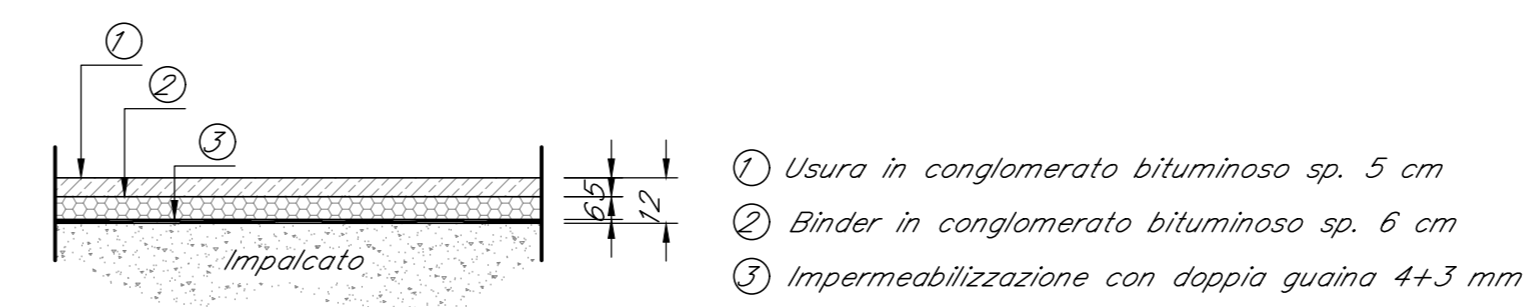 1
2
3
5
6
12
Impalcato
1 Usura in conglomerato bituminoso sp. 5 cm
2 Binder in conglomerato bituminoso sp. 6 cm
3 Impermeabilizzazione con doppia guaina 4+3 mm